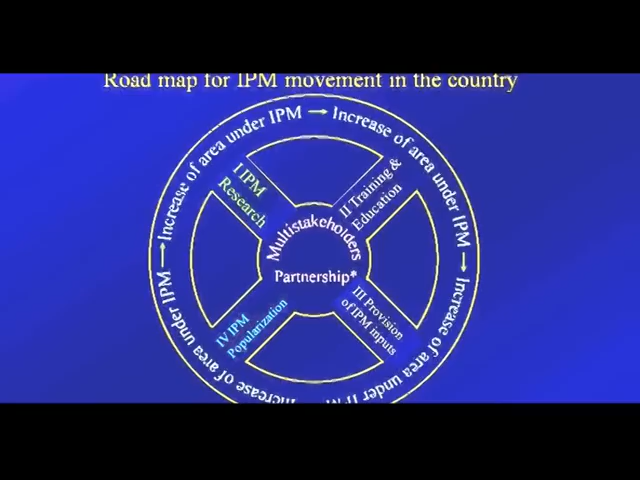 Road map for IPM movement in the country
Increase of area under IPM → Increase of area under IPM → Increase of area under IPM → Increase of area under IPM →
I IPM
Research
II Training &
Education
Multistakeholders
Partnership*
III Provision
of IPM inputs
IV IPM
Popularization